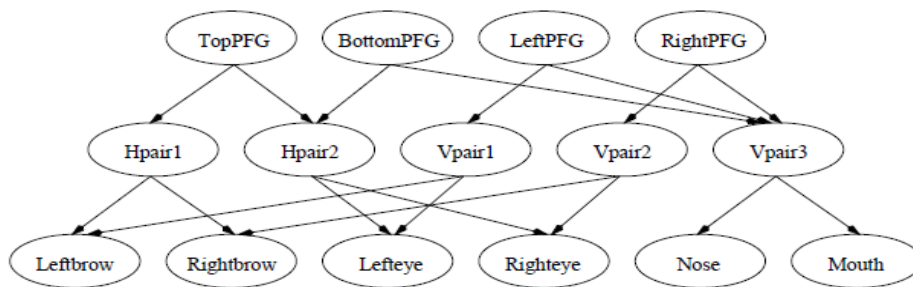 TopPFG BottomPFG LeftPFG RightPFG
Hpair1 Hpair2 Vpair1 Vpair2 Vpair3
Leftbrow Rightbrow Lefteye Righteye Nose Mouth